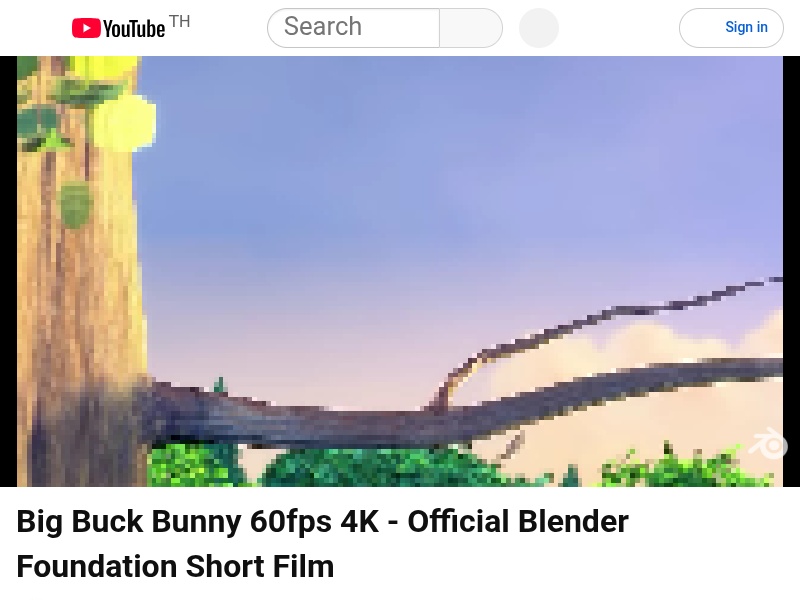 YouTube TH
Search
Sign in
Big Buck Bunny 60fps 4K - Official Blender
Foundation Short Film